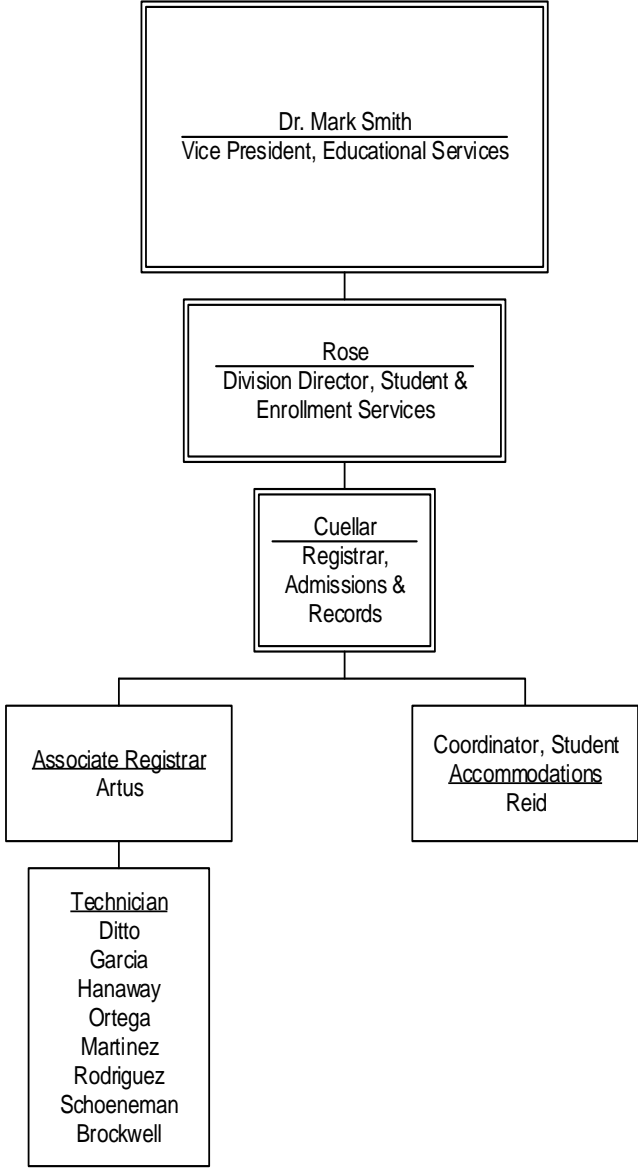 Dr. Mark Smith
Vice President, Educational Services
Rose
Division Director, Student &
Enrollment Services
Cuellar
Registrar,
Admissions &
Records
Associate Registrar
Artus
Coordinator, Student
Accommodations
Reid
Technician
Ditto
Garcia
Hanaway
Ortega
Martinez
Rodriguez
Schoeneman
Brockwell